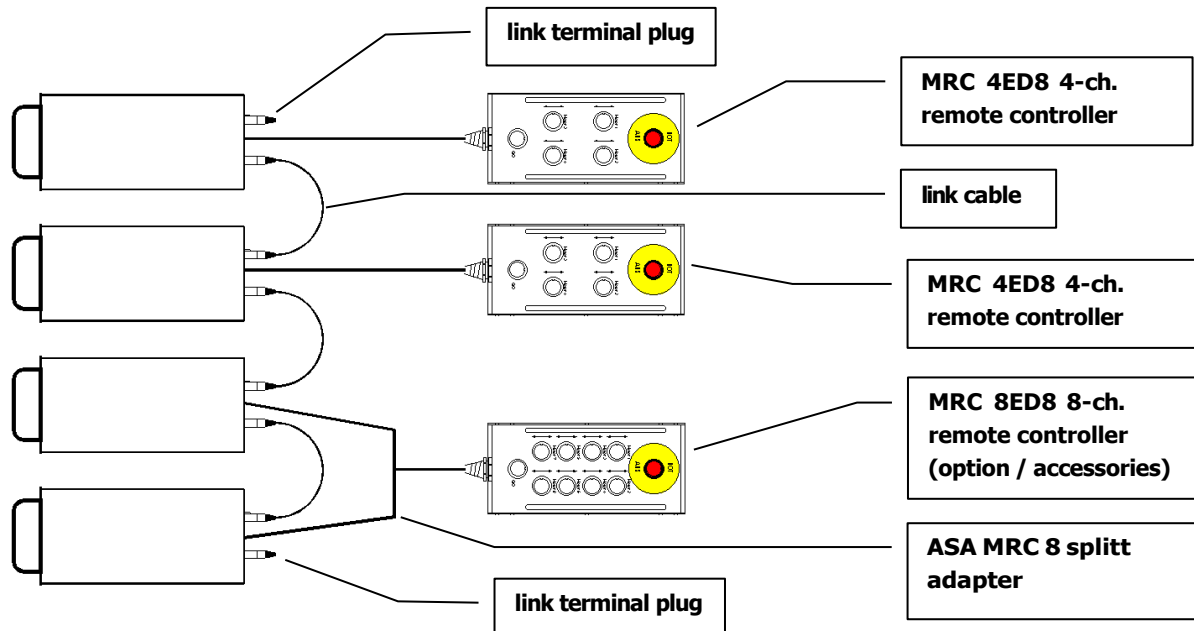 link terminal plug
MRC 4ED8 4-ch.
remote controller
link cable
MRC 4ED8 4-ch.
remote controller
MRC 8ED8 8-ch.
remote controller
(option / accessories)
ASA MRC 8 splitt
adapter
link terminal plug